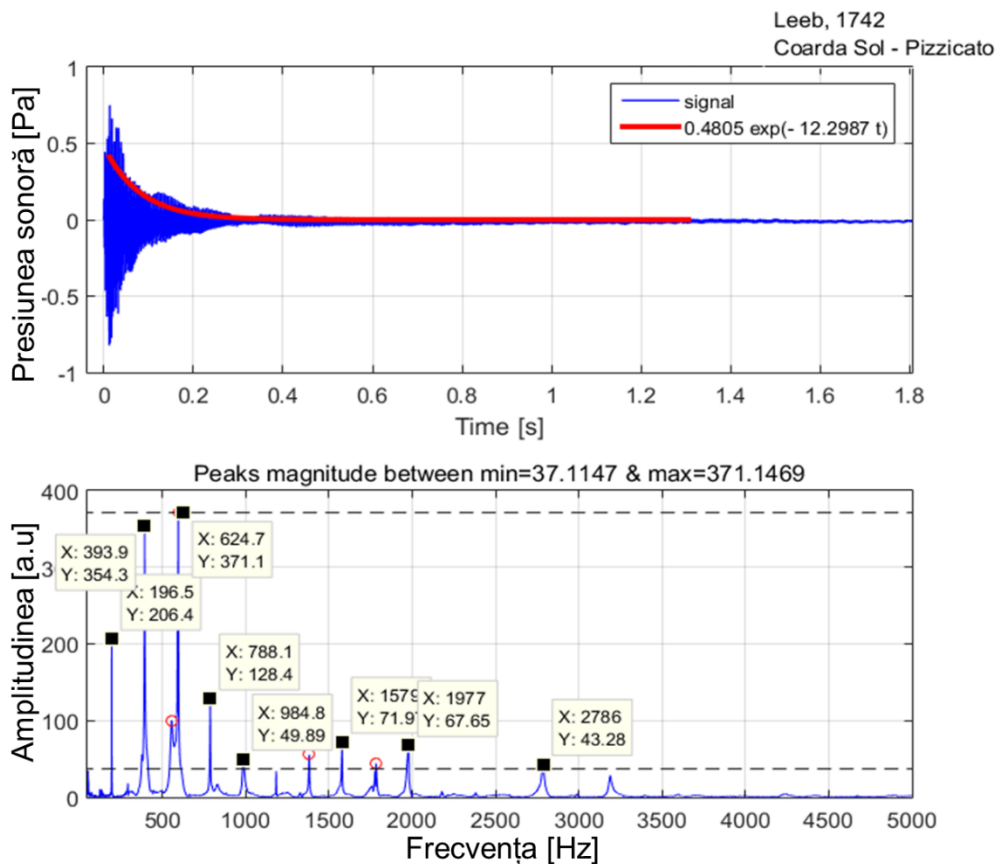 Leeb, 1742
Coarda Sol - Pizzicato
Presiunea sonoră [Pa]
1
0.5
0
-0.5
-1
signal
0.4805 exp(- 12.2987 t)
0 0.2 0.4 0.6 0.8 1 1.2 1.4 1.6 1.8
Time [s]
Peaks magnitude between min=37.1147 & max=371.1469
Amplitudinea [a.u]
400
200
100
0
X: 393.9
Y: 354.3
X: 196.5
Y: 206.4
X: 624.7
Y: 371.1
X: 788.1
Y: 128.4
X: 984.8
Y: 49.89
X: 1579
Y: 71.9
X: 1977
Y: 67.65
X: 2786
Y: 43.28
500 1000 1500 2000 2500 3000 3500 4000 4500 5000
Frecvența [Hz]